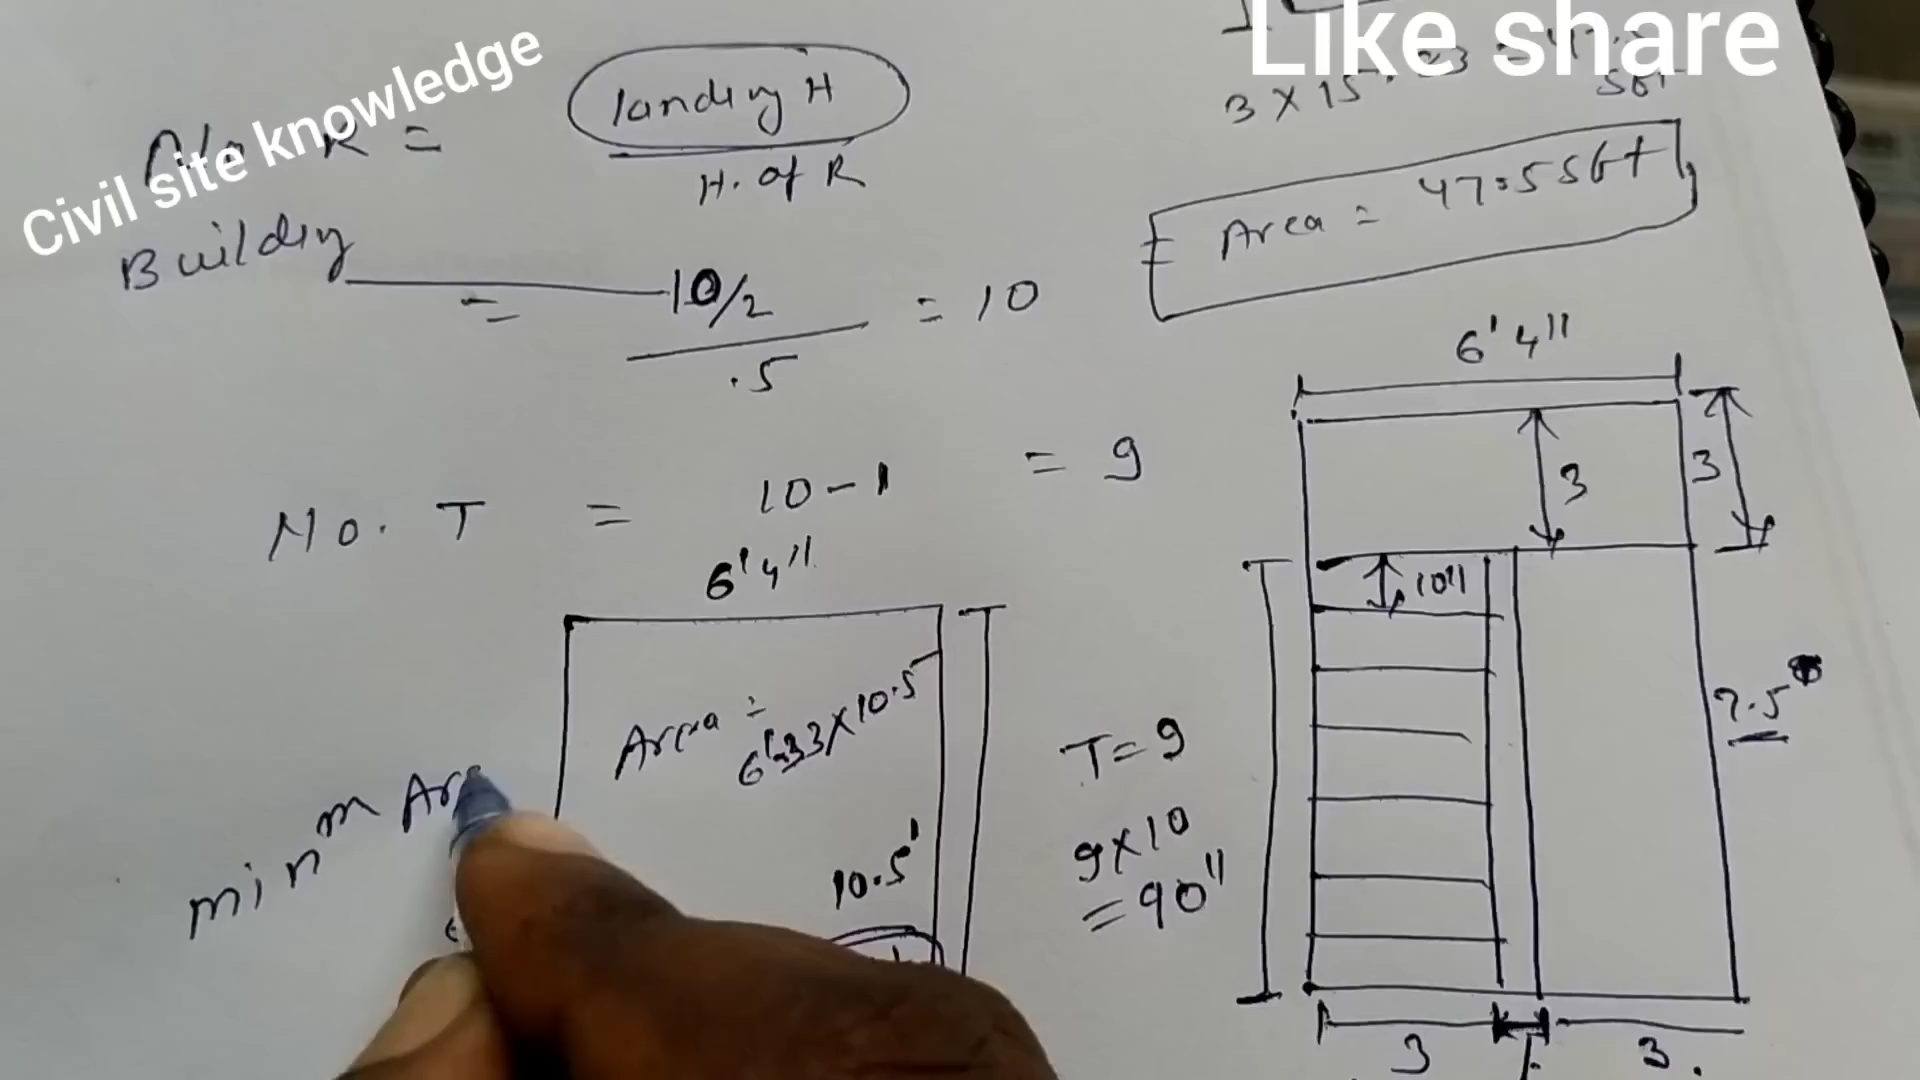 Like share
Civil site knowledge
R = landing H
H. of R
3 X 15.83 =
Building
= 10/2 = 10
.5
= Area = 47.5 Sft
No. T = 10 - 1 = 9
6' 4"
6' 4"
3
3
10"
Area =
6.33 X 10.5
T = 9
7.5
minm Are
10.5'
9 X 10
= 90"
3
3.